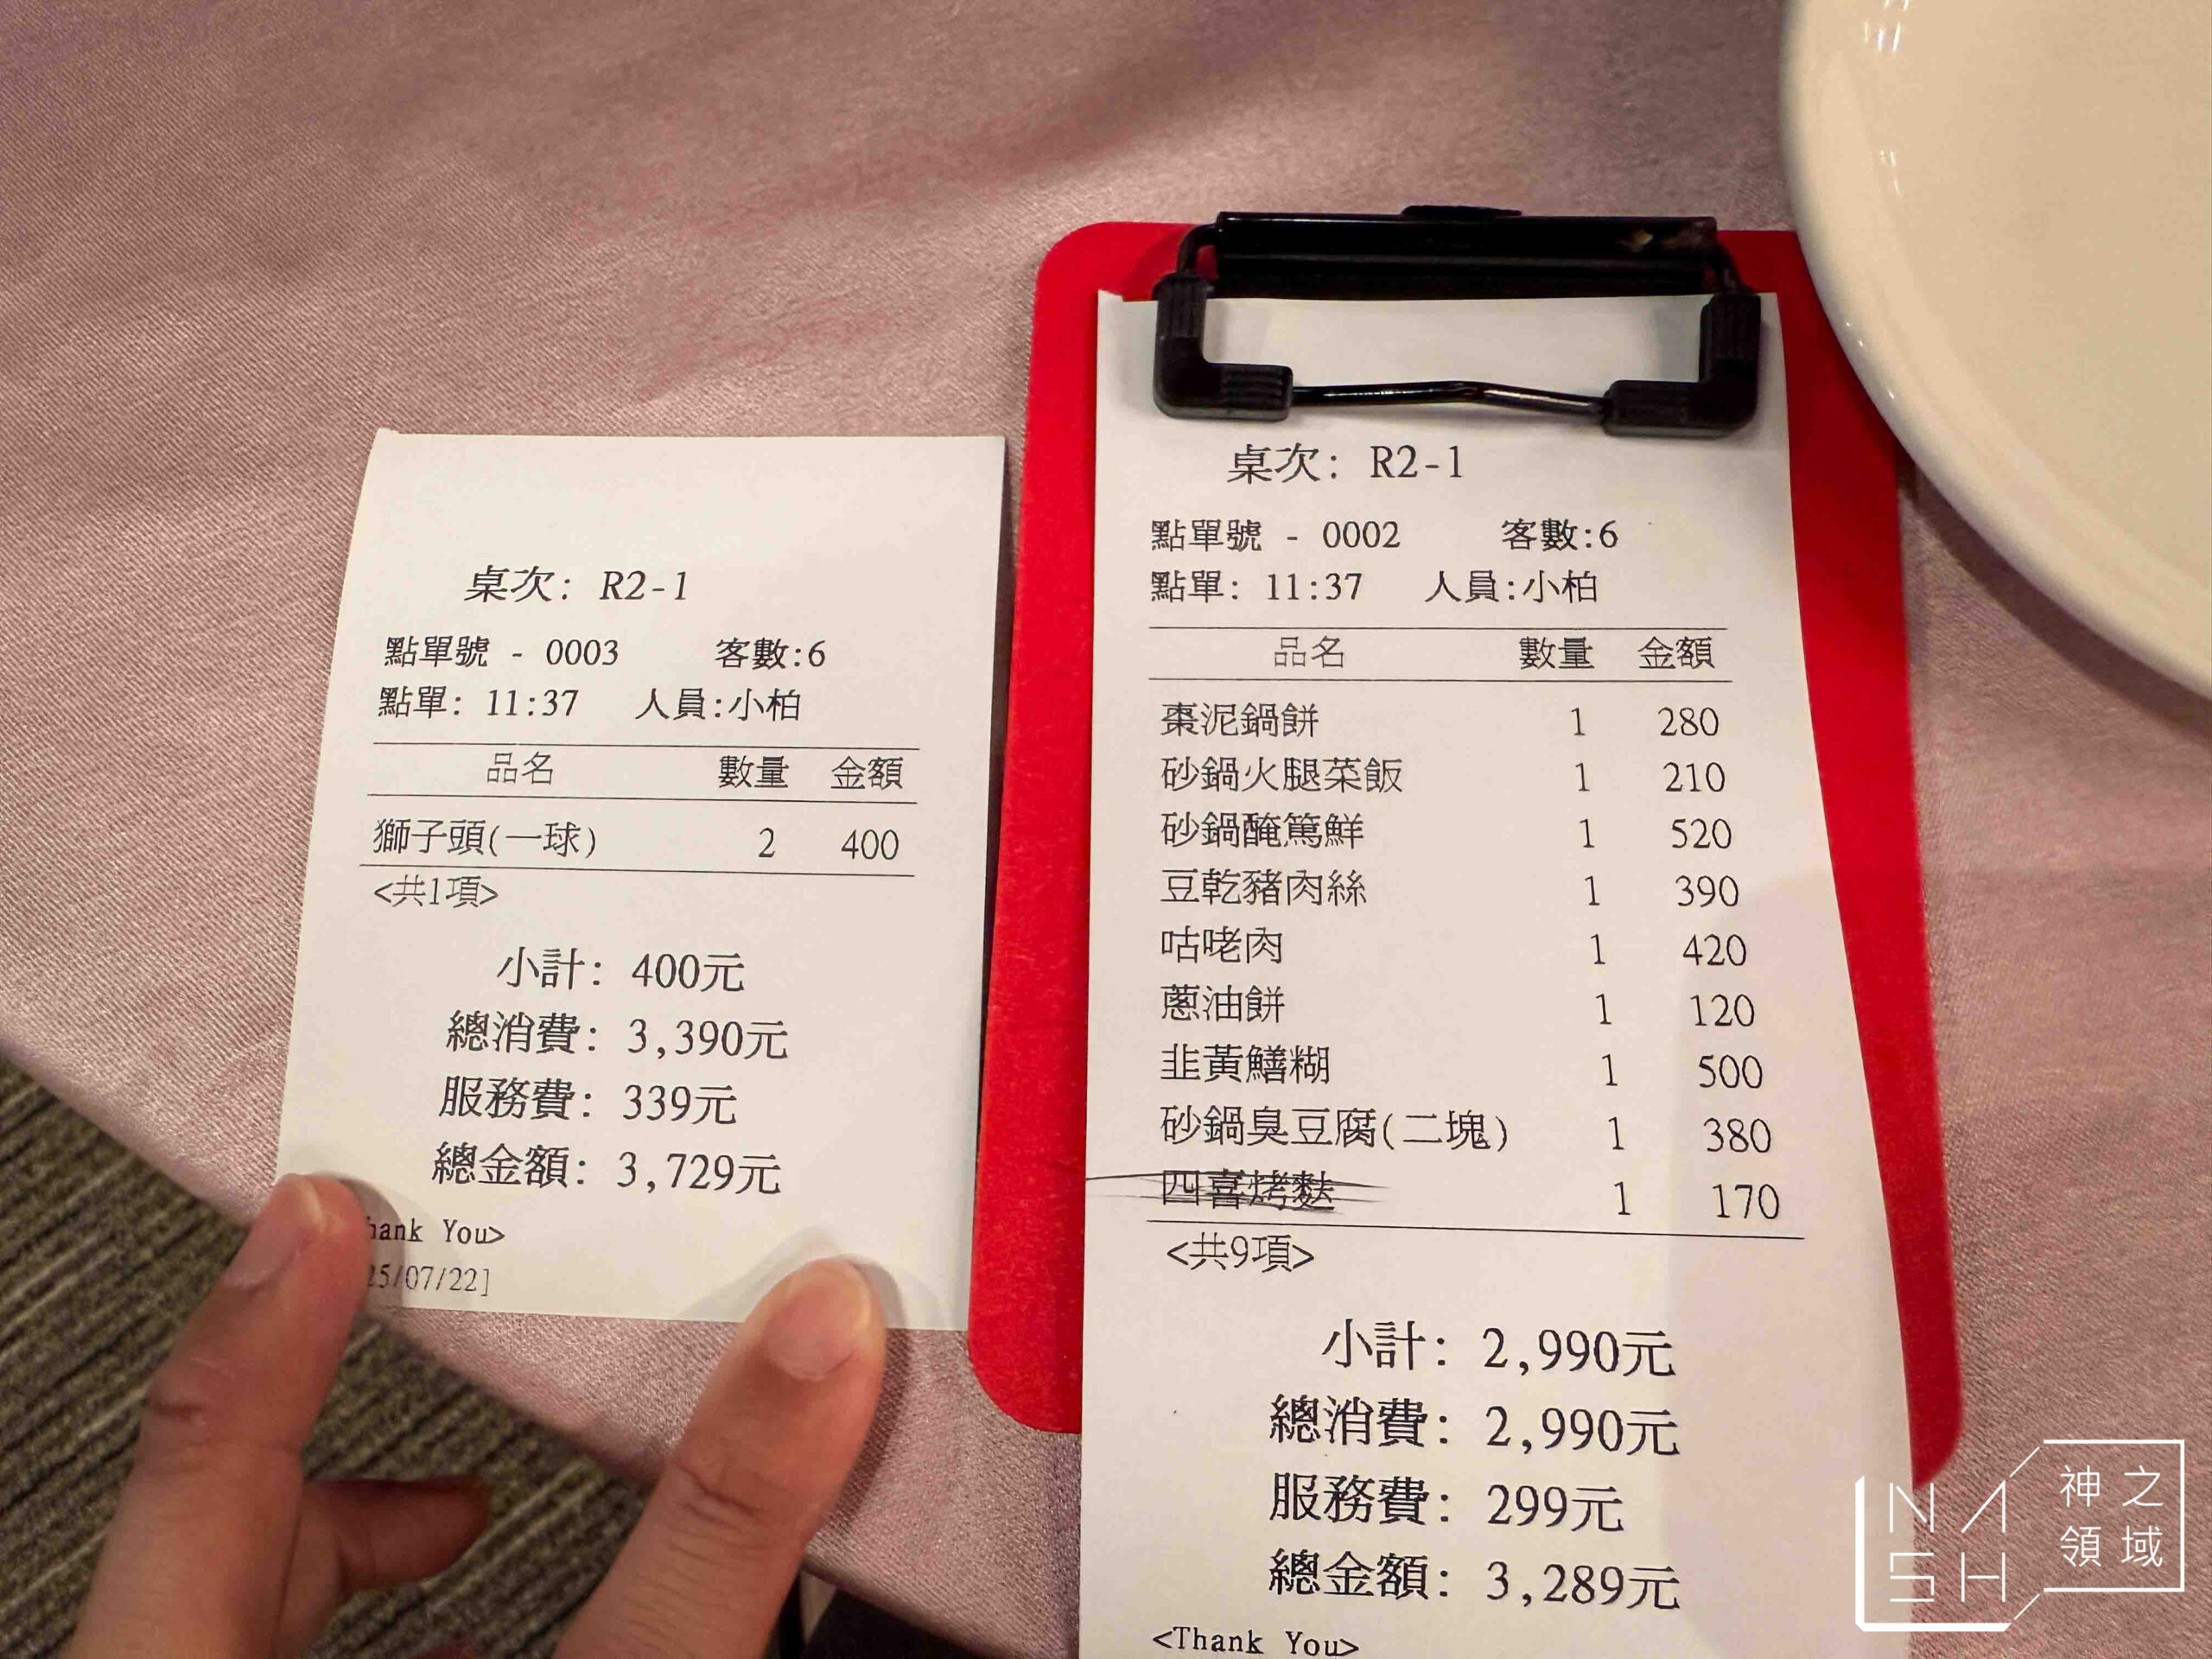 桌次: R2-1
點單號 - 0003 客數:6
點單: 11:37 人員:小柏
品名 數量 金額
獅子頭(一球) 2 400
<共1項>
小計: 400元
總消費: 3,390元
服務費: 339元
總金額: 3,729元
hank You>
25/07/22]
桌次: R2-1
點單號 - 0002 客數:6
點單: 11:37 人員:小柏
品名 數量 金額
棗泥鍋餅 1 280
砂鍋火腿菜飯 1 210
砂鍋醃篤鮮 1 520
豆乾豬肉絲 1 390
咕咾肉 1 420
蔥油餅 1 120
韭黃鱔糊 1 500
砂鍋臭豆腐(二塊) 1 380
四喜烤麩 1 170
<共9項>
小計: 2,990元
總消費: 2,990元
服務費: 299元
總金額: 3,289元
<Thank You>
NASH
神之領域